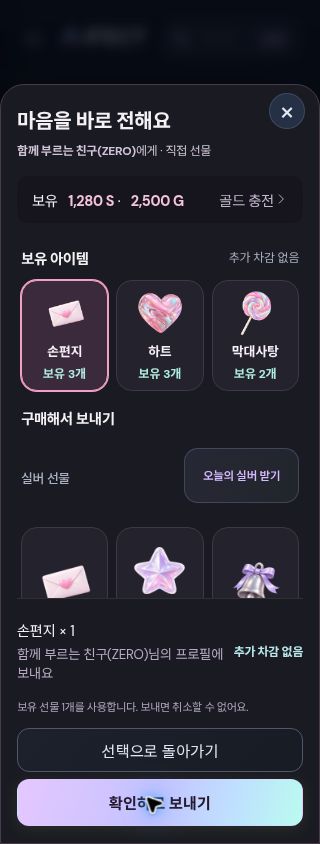 마음을 바로 전해요
함께 부르는 친구(ZERO)에게 · 직접 선물
보유 1,280 S · 2,500 G 골드 충전 >
보유 아이템 추가 차감 없음
손편지 하트 막대사탕
보유 3개 보유 3개 보유 2개
구매해서 보내기
실버 선물 오늘의 실버 받기
손편지 × 1
함께 부르는 친구(ZERO)님의 프로필에 추가 차감 없음
보내요
보유 선물 1개를 사용합니다. 보내면 취소할 수 없어요.
선택으로 돌아가기
보내기